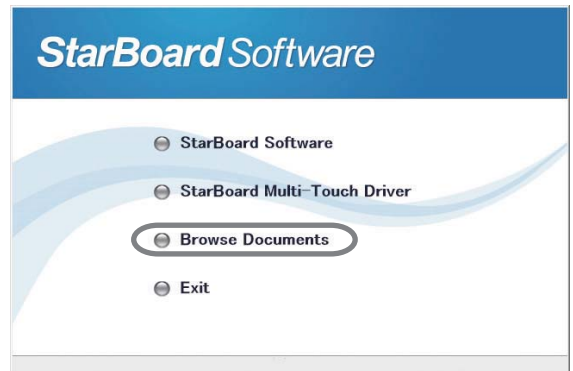 StarBoard Software
StarBoard Software
StarBoard Multi-Touch Driver
Browse Documents
Exit